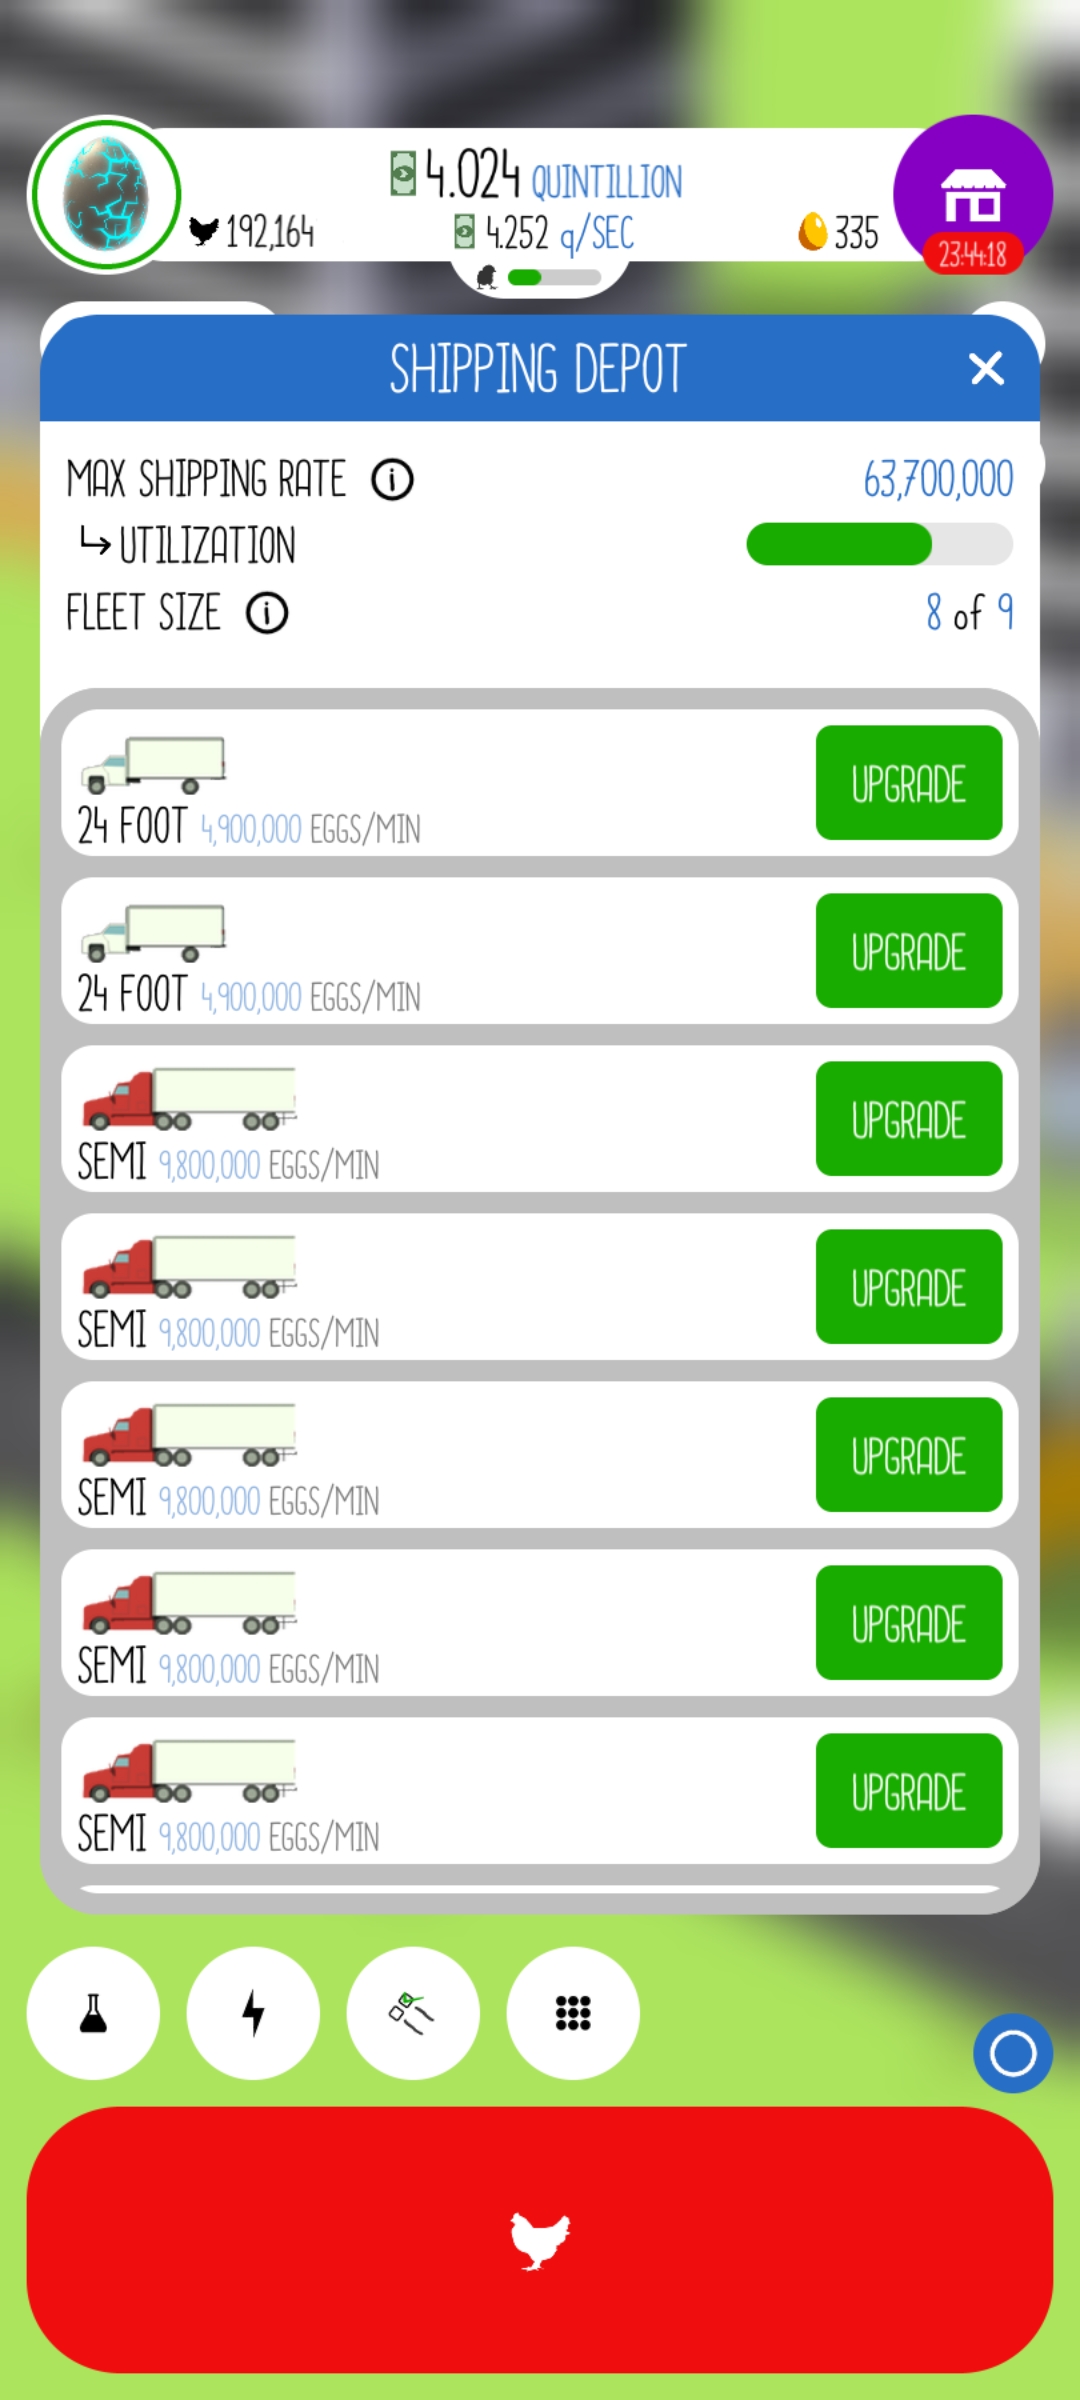 4.024 QUINTILLION
192,164 4.252 q/SEC 335
23:44:18
SHIPPING DEPOT
MAX SHIPPING RATE i 63,700,000
UTILIZATION
FLEET SIZE i 8 of 9
UPGRADE
24 FOOT 4,900,000 EGGS/MIN
UPGRADE
24 FOOT 4,900,000 EGGS/MIN
UPGRADE
SEMI 9,800,000 EGGS/MIN
UPGRADE
SEMI 9,800,000 EGGS/MIN
UPGRADE
SEMI 9,800,000 EGGS/MIN
UPGRADE
SEMI 9,800,000 EGGS/MIN
UPGRADE
SEMI 9,800,000 EGGS/MIN